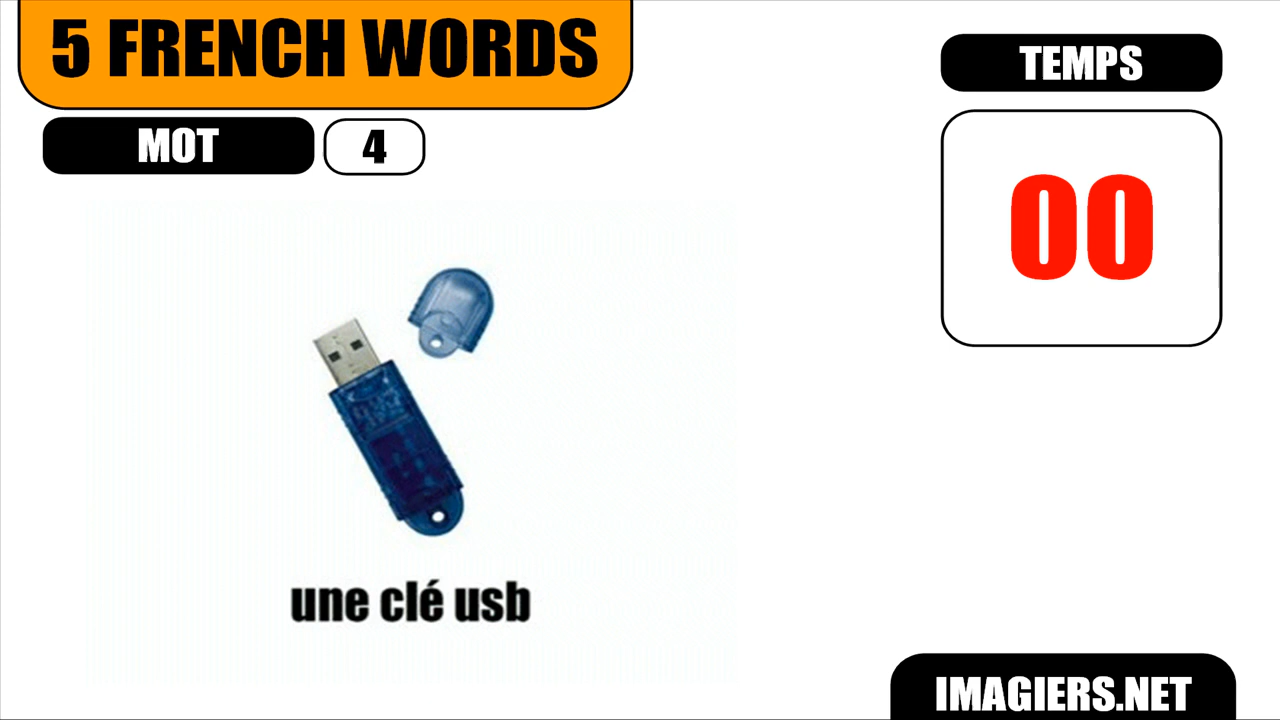 5 FRENCH WORDS
TEMPS
MOT 4
00
une clé usb
IMAGIERS.NET